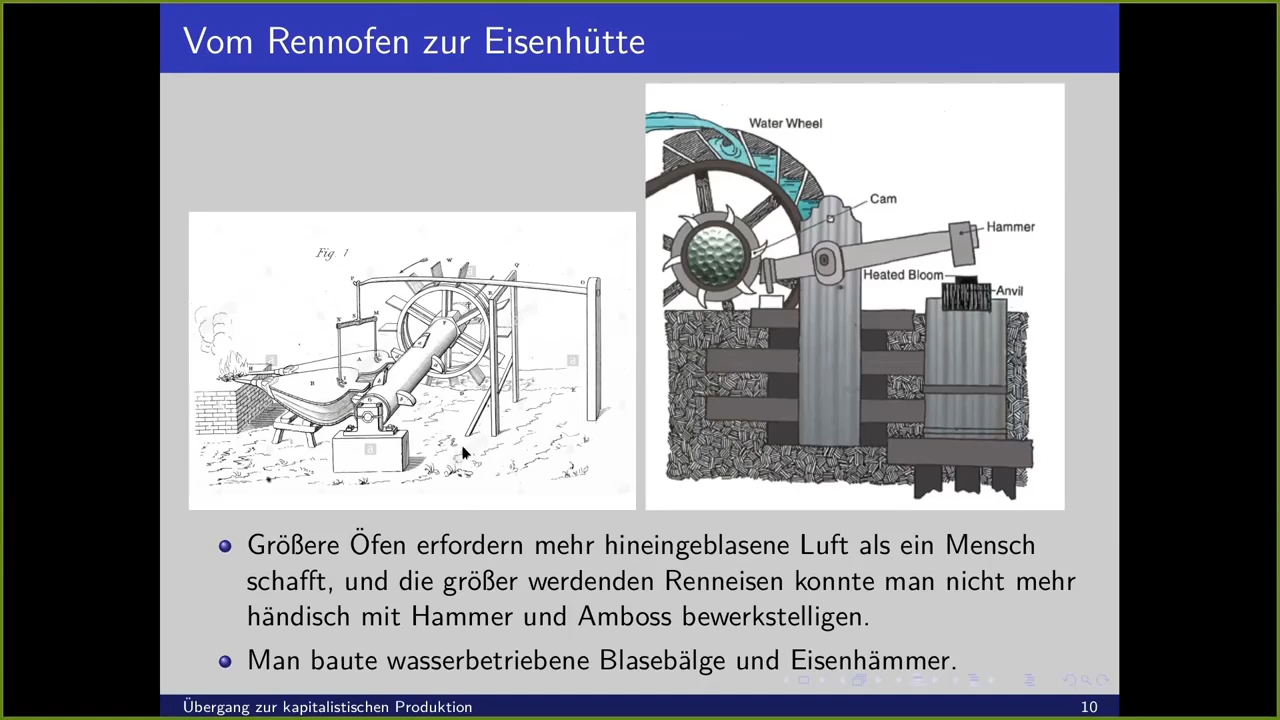 Vom Rennofen zur Eisenhütte
Fig. 1
Water Wheel
Cam
Hammer
Heated Bloom
Anvil
Größere Öfen erfordern mehr hineingeblasene Luft als ein Mensch
schafft, und die größer werdenden Renneisen konnte man nicht mehr
händisch mit Hammer und Amboss bewerkstelligen.
Man baute wasserbetriebene Blasebälge und Eisenhämmer.
Übergang zur kapitalistischen Produktion
10